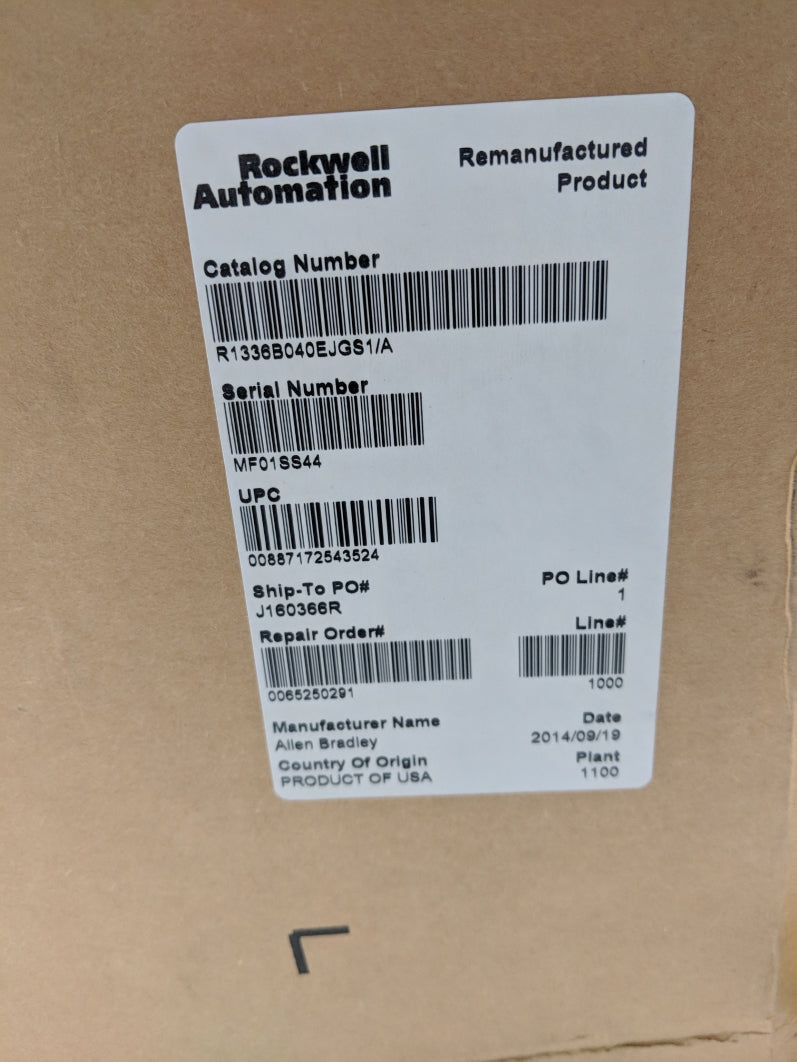 Rockwell
Automation
Remanufactured
Product
Catalog Number
R1336B040EJGS1/A
Serial Number
MF01SS44
UPC
00887172543524
Ship-To PO#
J160366R
PO Line#
1
Repair Order#
0065250291
Line#
1000
Manufacturer Name
Allen Bradley
Date
2014/09/19
Country Of Origin
PRODUCT OF USA
Plant
1100